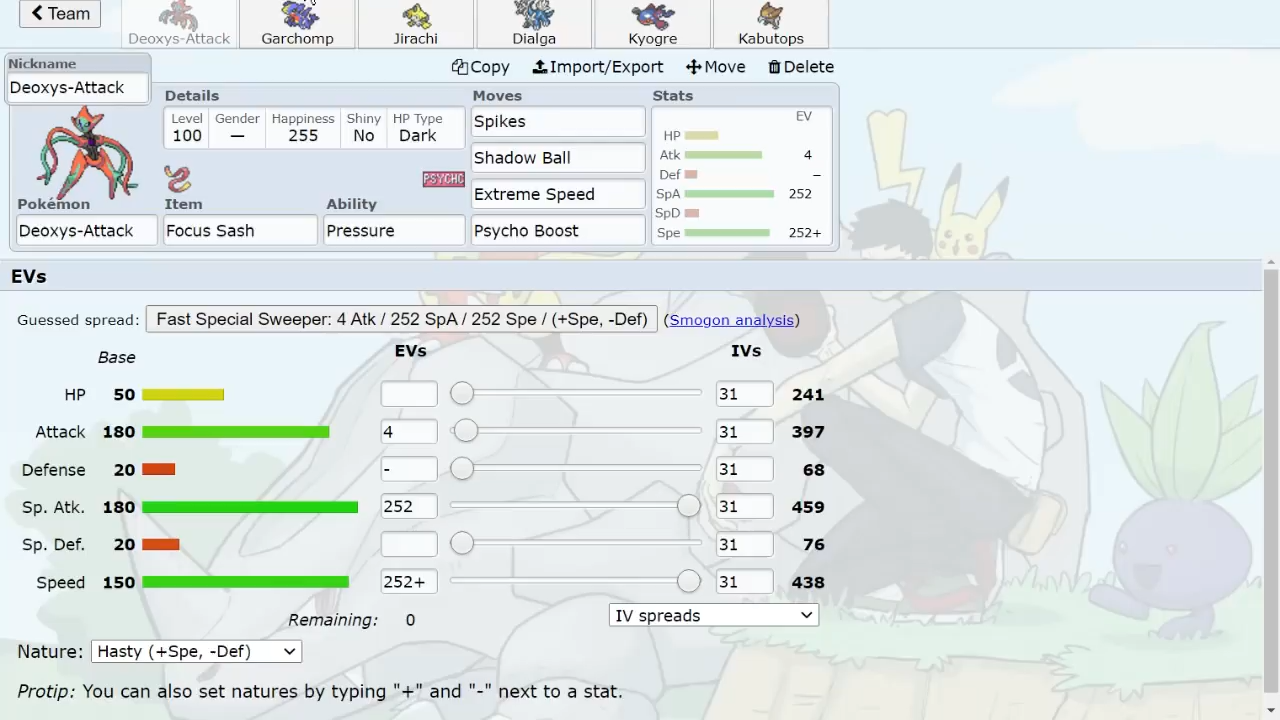 Team
Deoxys-Attack
Garchomp
Jirachi
Dialga
Kyogre
Kabutops
Nickname
Deoxys-Attack
Copy
Import/Export
Move
Delete
Details
Moves
Stats
Level
Gender
Happiness
Shiny
HP Type
100
—
255
No
Dark
Spikes
Shadow Ball
Extreme Speed
Psycho Boost
EV
HP
Atk 4
Def –
SpA 252
SpD
Spe 252+
PSYCHC
Pokémon
Item
Ability
Deoxys-Attack
Focus Sash
Pressure
EVs
Guessed spread: Fast Special Sweeper: 4 Atk / 252 SpA / 252 Spe / (+Spe, -Def) (Smogon analysis)
Base EVs IVs
HP 50 31 241
Attack 180 4 31 397
Defense 20 - 31 68
Sp. Atk. 180 252 31 459
Sp. Def. 20 31 76
Speed 150 252+ 31 438
Remaining: 0 IV spreads
Nature: Hasty (+Spe, -Def)
Protip: You can also set natures by typing "+" and "-" next to a stat.